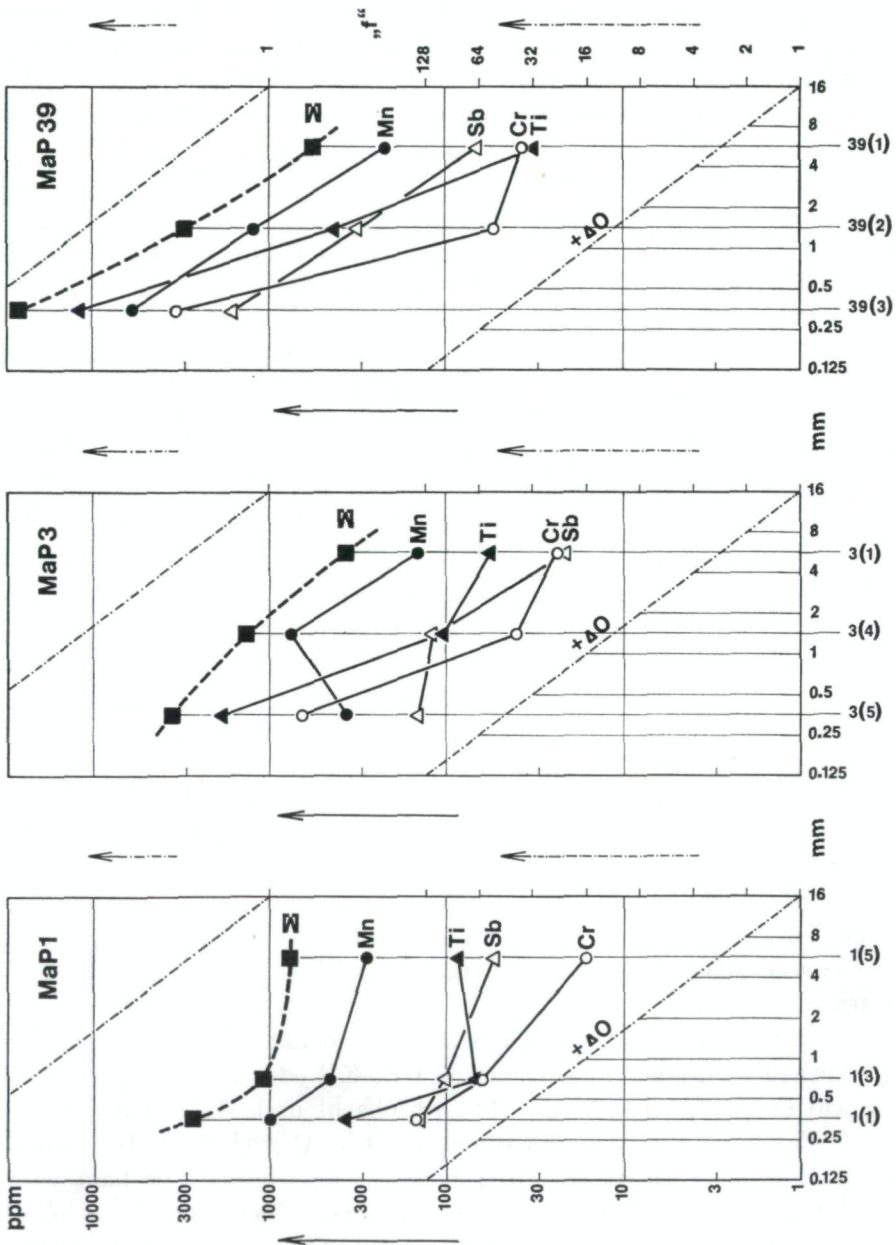 MaP 39
„f“
1
128
64
32
16
8
4
2
1
Σ
Mn
Sb
Cr
Ti
+ΔO
16
8
4
2
1
0.5
0.25
0.125
39(1)
39(2)
39(3)
mm
MaP3
Σ
Mn
Ti
Cr
Sb
+ΔO
16
8
4
2
1
0.5
0.25
0.125
3(1)
3(4)
3(5)
mm
MaP1
Σ
Mn
Ti
Sb
Cr
+ΔO
16
8
4
2
1
0.5
0.25
0.125
1(5)
1(3)
1(1)
ppm
10000
3000
1000
300
100
30
10
3
1